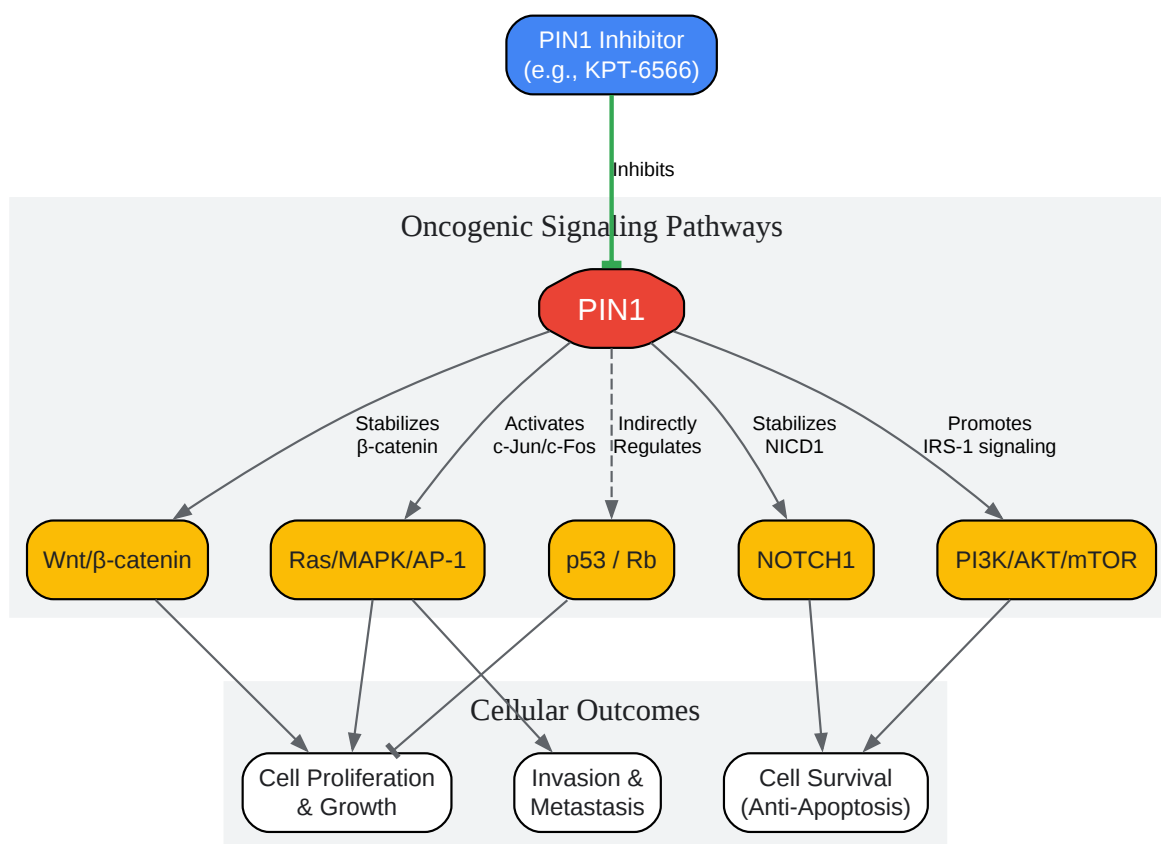 PIN1 Inhibitor
(e.g., KPT-6566)
Inhibits
Oncogenic Signaling Pathways
PIN1
Stabilizes
β-catenin
Activates
c-Jun/c-Fos
Indirectly
Regulates
Stabilizes
NICD1
Promotes
IRS-1 signaling
Wnt/β-catenin
Ras/MAPK/AP-1
p53 / Rb
NOTCH1
PI3K/AKT/mTOR
Cellular Outcomes
Cell Proliferation
& Growth
Invasion &
Metastasis
Cell Survival
(Anti-Apoptosis)